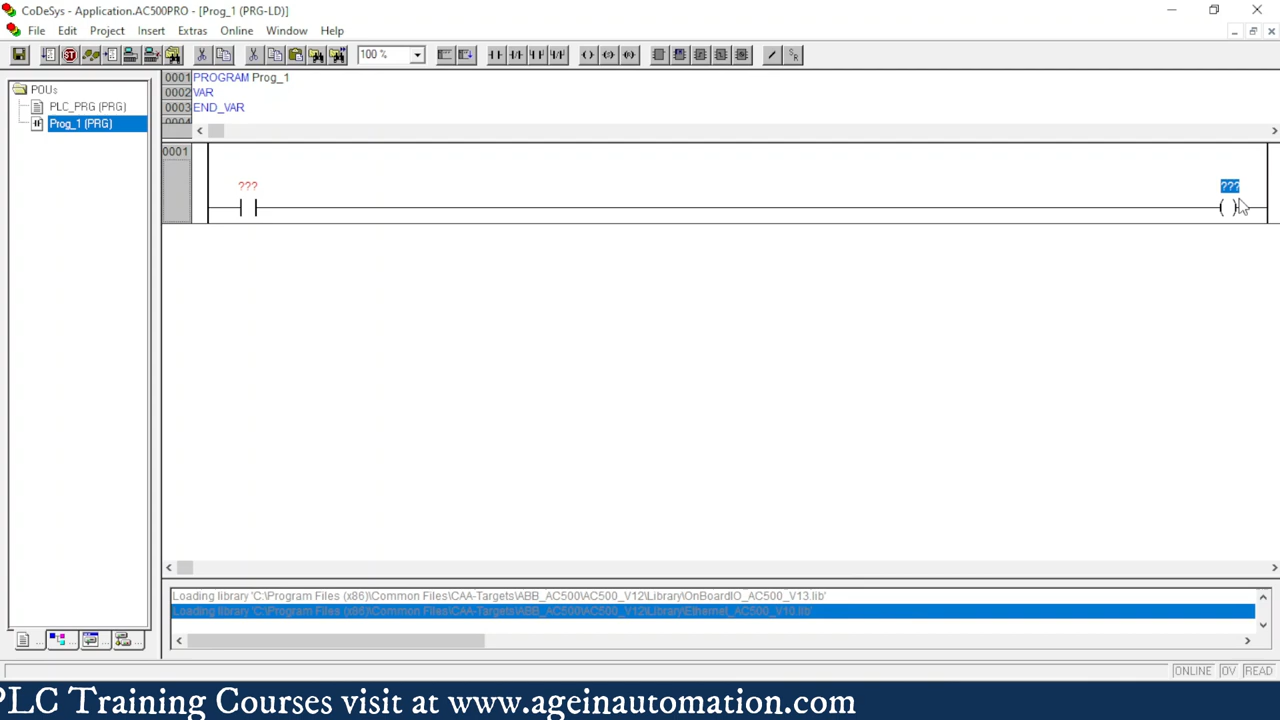 CoDeSys - Application.AC500PRO - [Prog_1 (PRG-LD)]
File Edit Project Insert Extras Online Window Help
100 %
POUs
PLC_PRG (PRG)
Prog_1 (PRG)
0001 PROGRAM Prog_1
0002 VAR
0003 END_VAR
0004
0001
??? ???
Loading library 'C:\Program Files (x86)\Common Files\CAA-Targets\ABB_AC500\AC500_V12\Library\OnBoardIO_AC500_V13.lib'
Loading library 'C:\Program Files (x86)\Common Files\CAA-Targets\ABB_AC500\AC500_V12\Library\Ethernet_AC500_V10.lib'
ONLINE OV READ
PLC Training Courses visit at www.ageinautomation.com